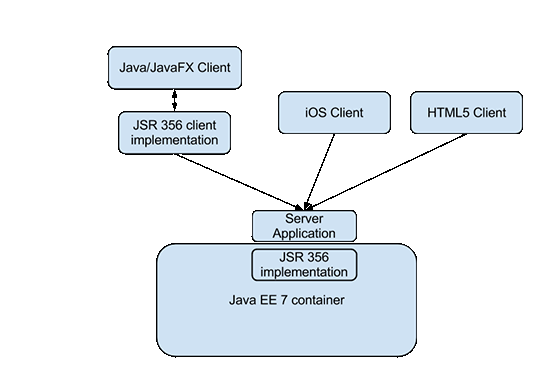 Java/JavaFX Client
JSR 356 client
implementation
iOS Client
HTML5 Client
Server
Application
JSR 356
implementation
Java EE 7 container